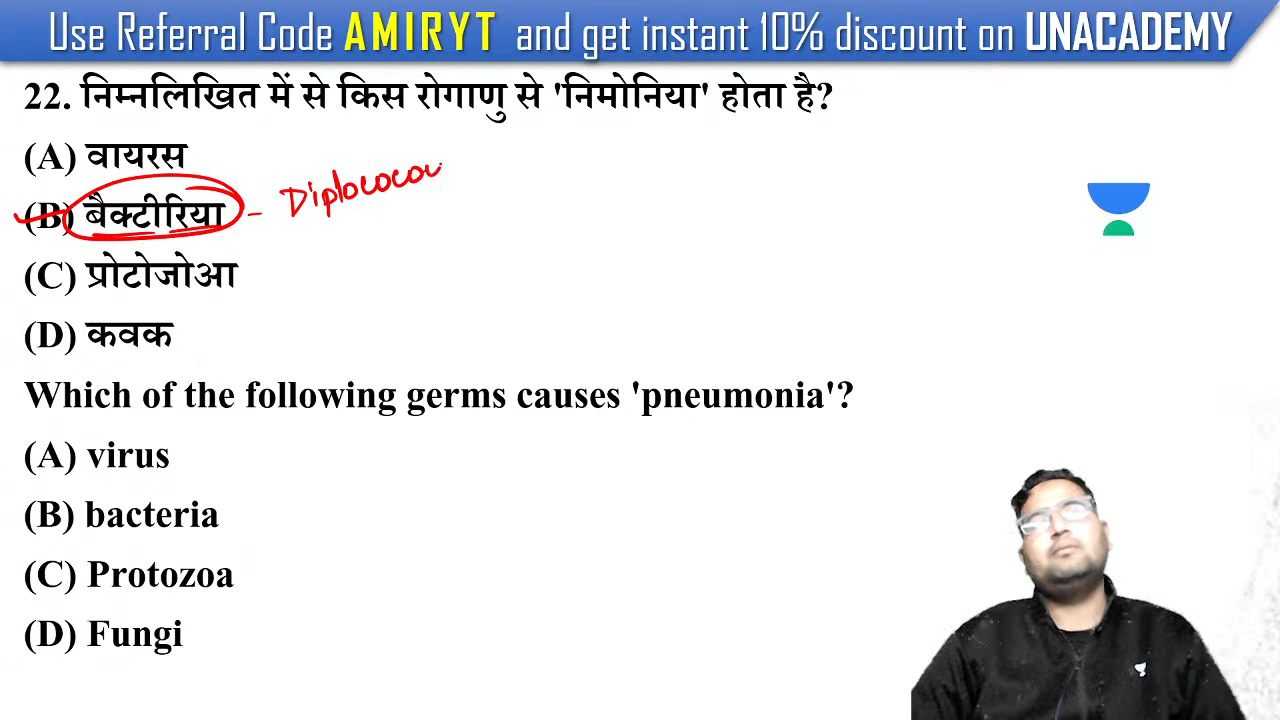 Use Referral Code AMIRYT and get instant 10% discount on UNACADEMY
22. निम्नलिखित में से किस रोगाणु से 'निमोनिया' होता है?
(A) वायरस
(B) बैक्टीरिया - Diplococou
(C) प्रोटोजोआ
(D) कवक
Which of the following germs causes 'pneumonia'?
(A) virus
(B) bacteria
(C) Protozoa
(D) Fungi